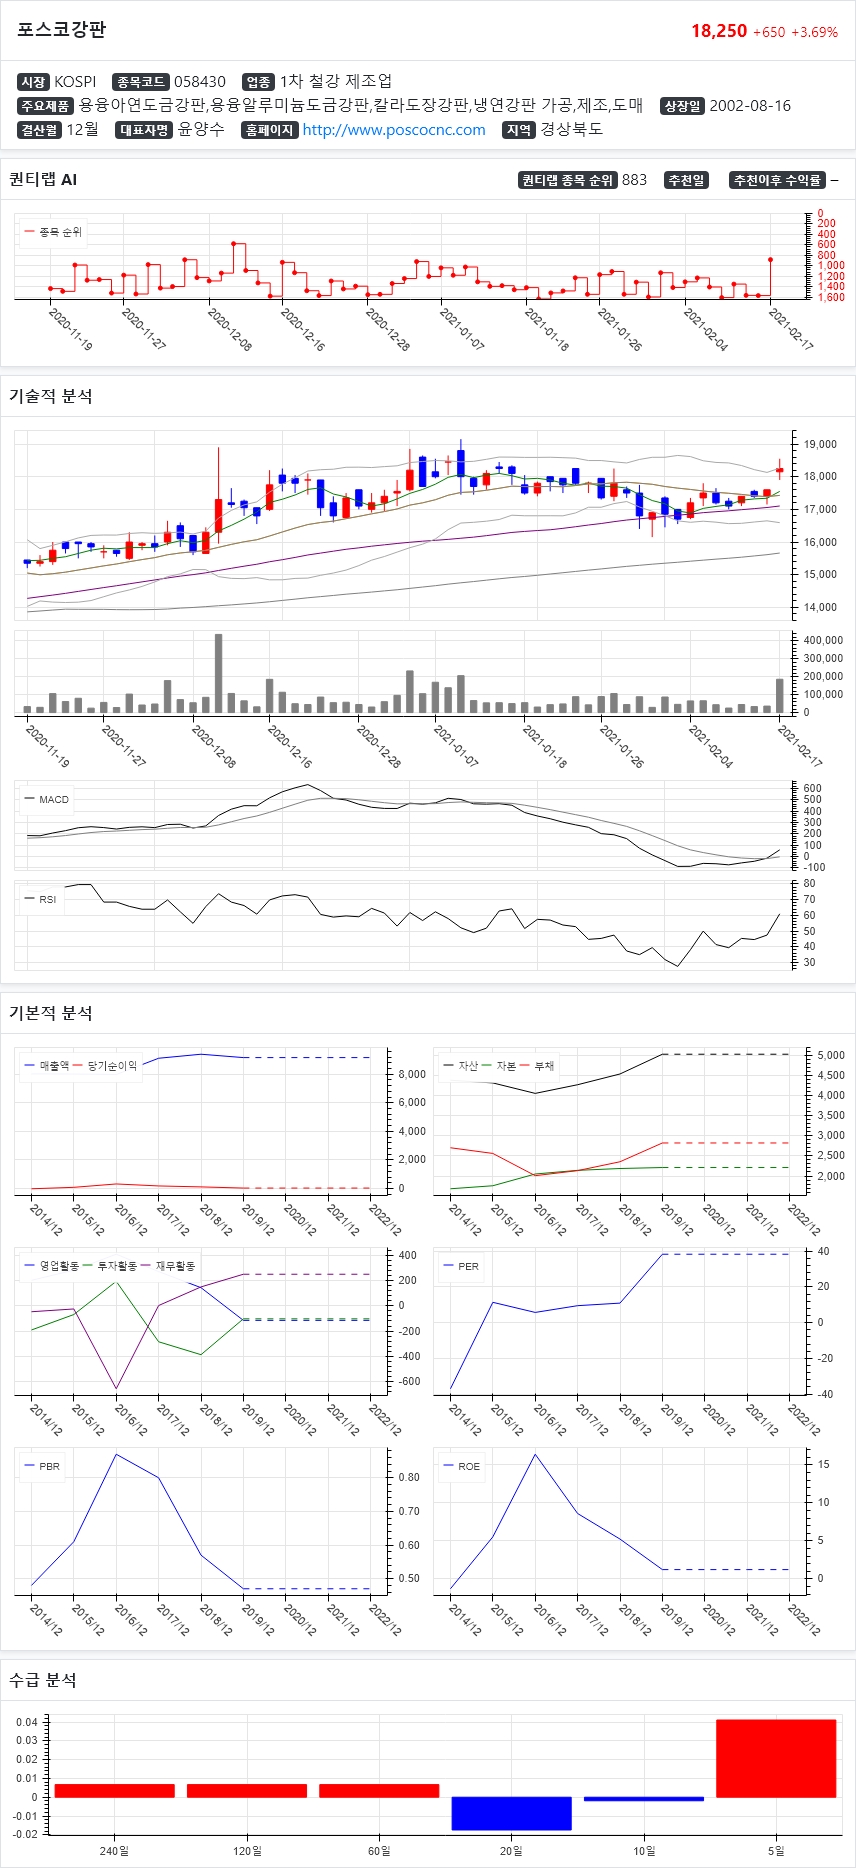 포스코강판
18,250 +650 +3.69%
시장 KOSPI 종목코드 058430 업종 1차 철강 제조업
주요제품 용융아연도금강판,용융알루미늄도금강판,칼라도장강판,냉연강판 가공,제조,도매 상장일 2002-08-16
결산월 12월 대표자명 윤양수 홈페이지 http://www.poscocnc.com 지역 경상북도
퀀티랩 AI
퀀티랩 종목 순위 883 추천일 추천이후 수익률 –
종목 순위
0
200
400
600
800
1,000
1,200
1,400
1,600
2020-11-19 2020-11-27 2020-12-08 2020-12-16 2020-12-28 2021-01-07 2021-01-18 2021-01-26 2021-02-04 2021-02-17
기술적 분석
19,000
18,000
17,000
16,000
15,000
14,000
400,000
300,000
200,000
100,000
0
2020-11-19 2020-11-27 2020-12-08 2020-12-16 2020-12-28 2021-01-07 2021-01-18 2021-01-26 2021-02-04 2021-02-17
MACD
600
500
400
300
200
100
0
-100
RSI
80
70
60
50
40
30
기본적 분석
매출액 당기순이익
8,000
6,000
4,000
2,000
0
2014/12 2015/12 2016/12 2017/12 2018/12 2019/12 2020/12 2021/12 2022/12
자산 자본 부채
5,000
4,500
4,000
3,500
3,000
2,500
2,000
2014/12 2015/12 2016/12 2017/12 2018/12 2019/12 2020/12 2021/12 2022/12
영업활동 투자활동 재무활동
400
200
0
-200
-400
-600
2014/12 2015/12 2016/12 2017/12 2018/12 2019/12 2020/12 2021/12 2022/12
PER
40
20
0
-20
-40
2014/12 2015/12 2016/12 2017/12 2018/12 2019/12 2020/12 2021/12 2022/12
PBR
0.80
0.70
0.60
0.50
2014/12 2015/12 2016/12 2017/12 2018/12 2019/12 2020/12 2021/12 2022/12
ROE
15
10
5
0
2014/12 2015/12 2016/12 2017/12 2018/12 2019/12 2020/12 2021/12 2022/12
수급 분석
0.04
0.03
0.02
0.01
0
-0.01
-0.02
240일 120일 60일 20일 10일 5일